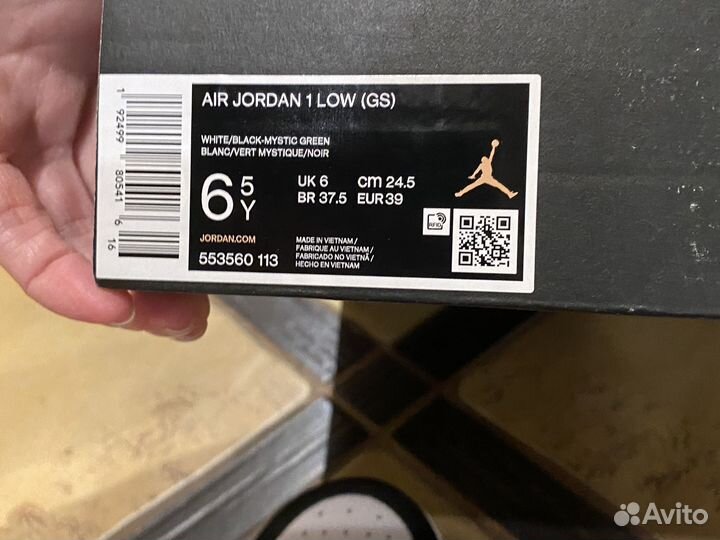 AIR JORDAN 1 LOW (GS)
WHITE/BLACK-MYSTIC GREEN
BLANC/VERT MYSTIQUE/NOIR
6 5 Y
UK 6 cm 24.5
BR 37.5 EUR 39
JORDAN.COM
553560 113
MADE IN VIETNAM /
FABRIQUE AU VIETNAM /
FABRICADO NO VIETNÃ /
HECHO EN VIETNAM
RFID
1 92499 80541 6
16
Avito